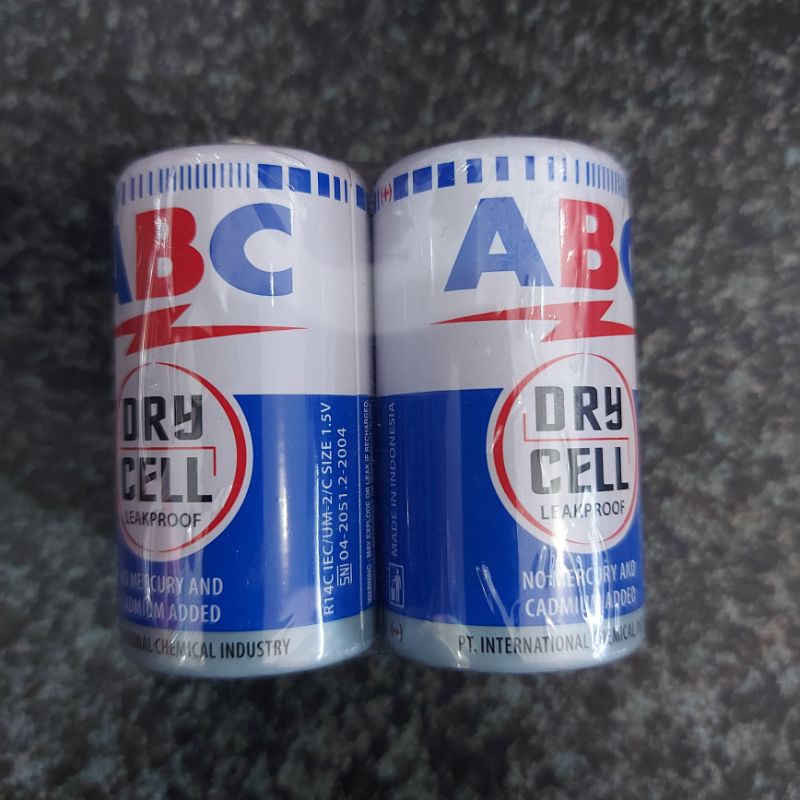 ABC
DRY
CELL
LEAKPROOF
NO MERCURY AND
CADMIUM ADDED
CHEMICAL INDUSTRY
R14C IEC/UM-2/C SIZE 1.5V
SNI 04-2051.2-2004
WARNING: MAY EXPLODE OR LEAK IF RECHARGED,
(+)
MADE IN INDONESIA
(-)
ABC
DRY
CELL
LEAKPROOF
NO MERCURY AND
CADMIUM ADDED
PT. INTERNATIONAL CHEMICAL